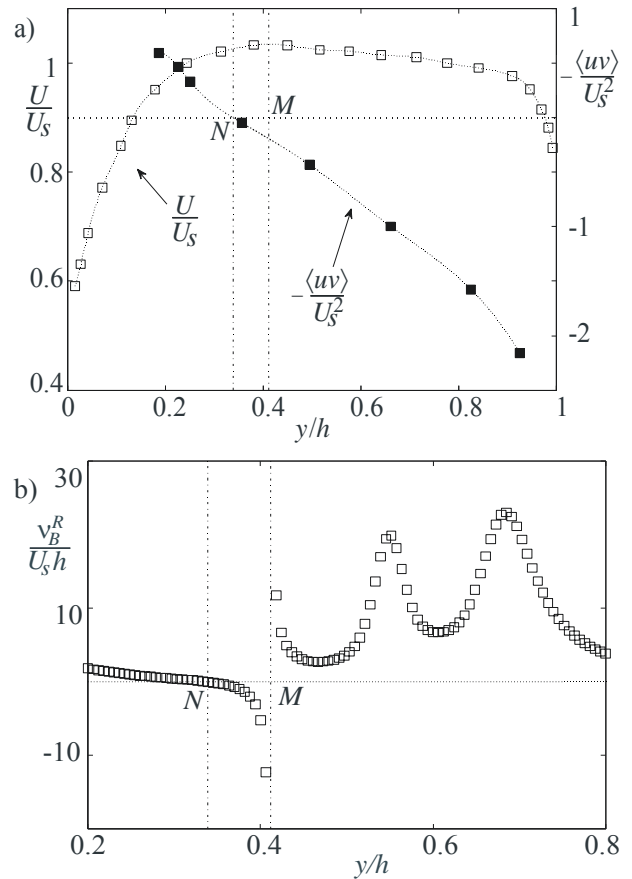 a)
1
1
U
U_s
-⟨uv⟩
U_s^2
M
N
0.8
U
U_s
-1
-⟨uv⟩
U_s^2
0.6
-2
0.4
0 0.2 0.4 0.6 0.8 1
y/h
b)
30
ν_B^R
U_s h
10
N M
-10
0.2 0.4 0.6 0.8
y/h